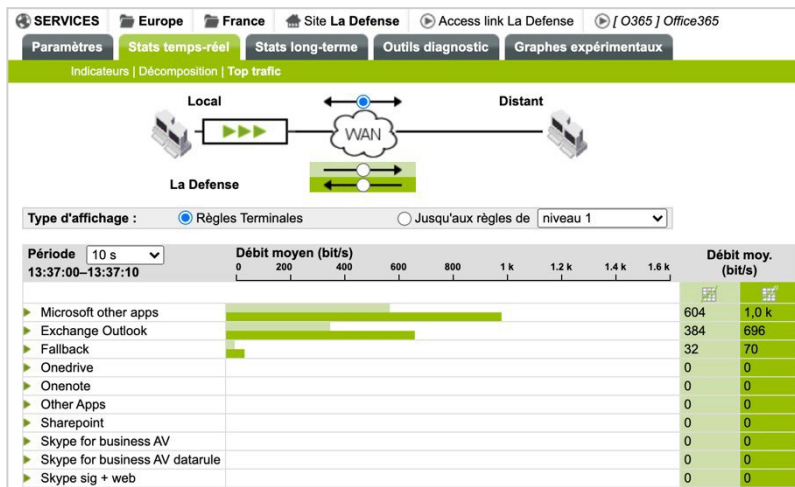 SERVICES Europe France Site La Defense Access link La Defense [ O365 ] Office365
Paramètres Stats temps-réel Stats long-terme Outils diagnostic Graphes expérimentaux
Indicateurs | Décomposition | Top trafic
Local Distant
WAN
La Defense
Type d'affichage : Règles Terminales Jusqu'aux règles de niveau 1
Période 10 s Débit moyen (bit/s) Débit moy.
13:37:00–13:37:10 0 200 400 600 800 1 k 1.2 k 1.4 k 1.6 k (bit/s)
Microsoft other apps 604 1,0 k
Exchange Outlook 384 696
Fallback 32 70
Onedrive 0 0
Onenote 0 0
Other Apps 0 0
Sharepoint 0 0
Skype for business AV 0 0
Skype for business AV datarule 0 0
Skype sig + web 0 0